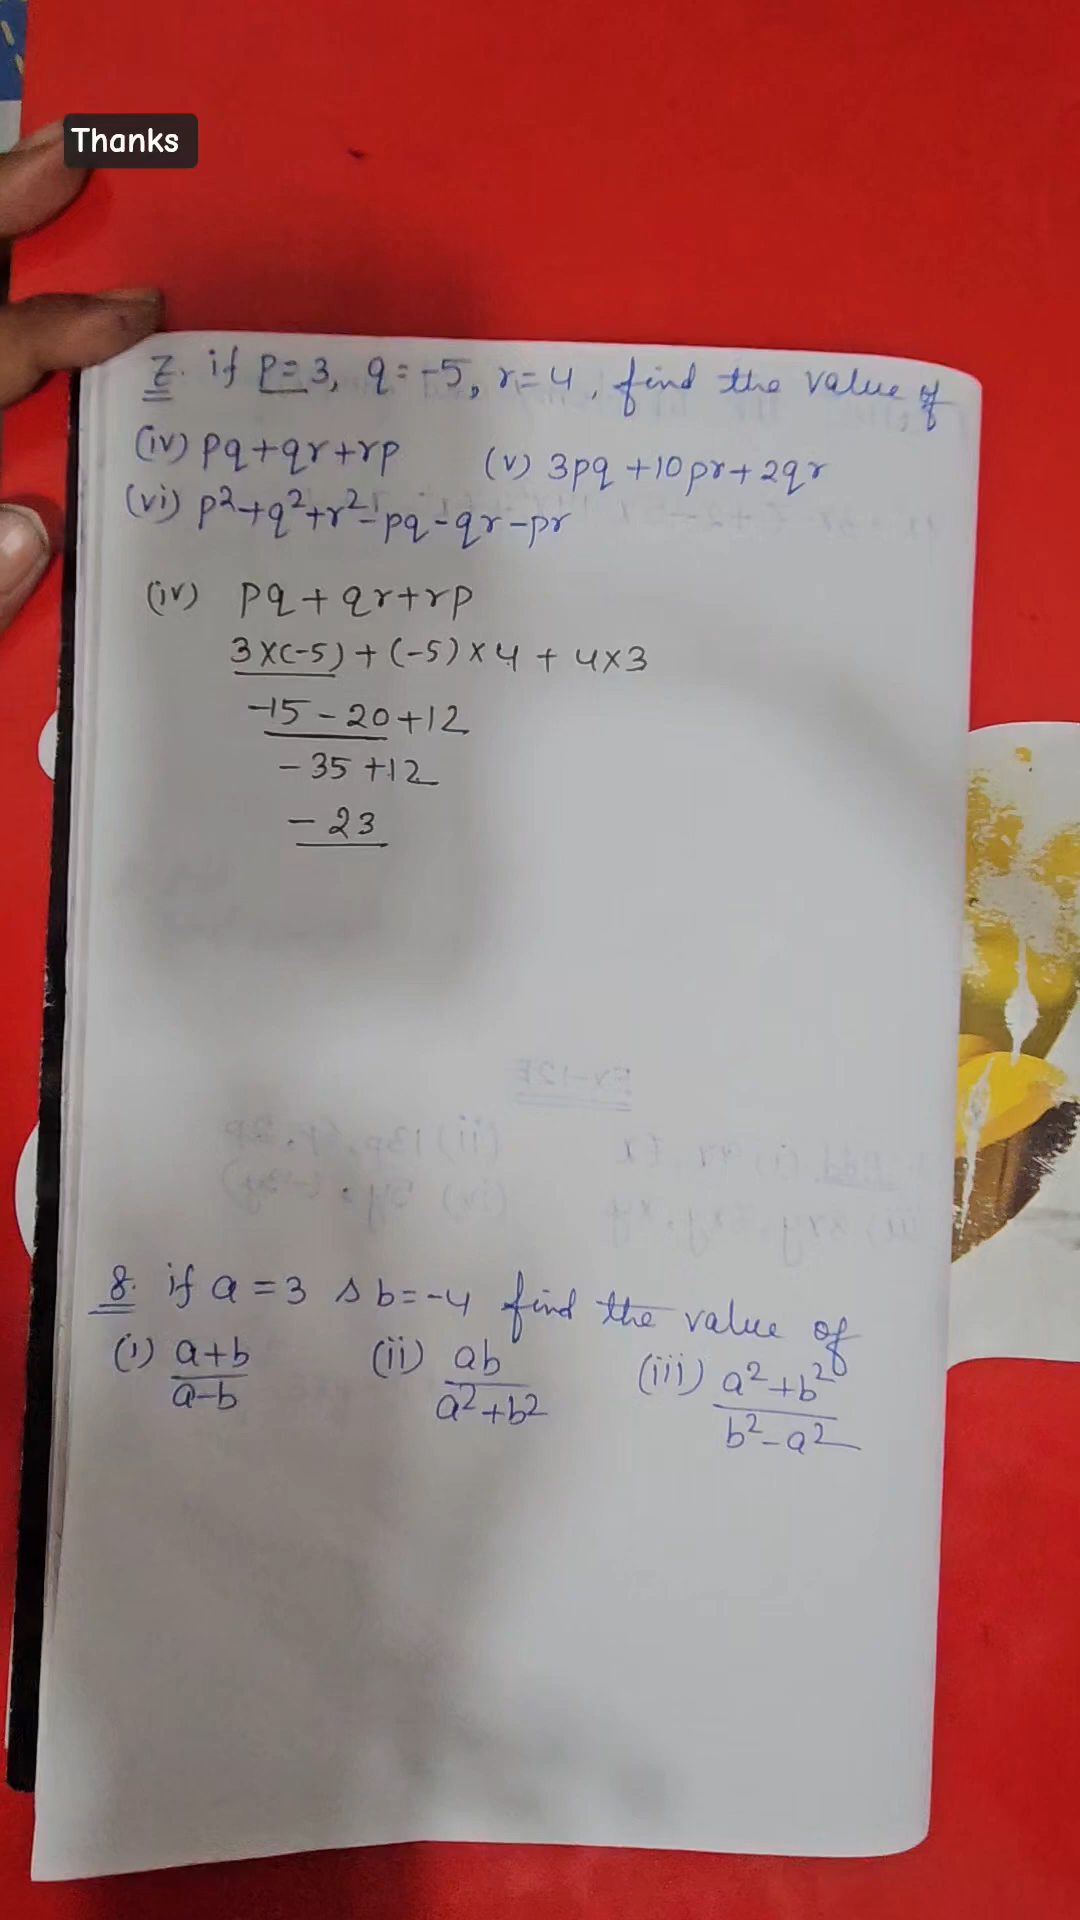 Thanks
7. if p=3, q=-5, r=4, find the value of
(iv) pq+qr+rp (v) 3pq+10pr+2qr
(vi) p²+q²+r²-pq-qr-pr
(iv) pq+qr+rp
3×(-5)+(-5)×4+4×3
-15-20+12
-35+12
-23
Ex-12E
8. if a=3 & b=-4 find the value of
(i) a+b/a-b (ii) ab/a²+b² (iii) a²+b²/b²-a²